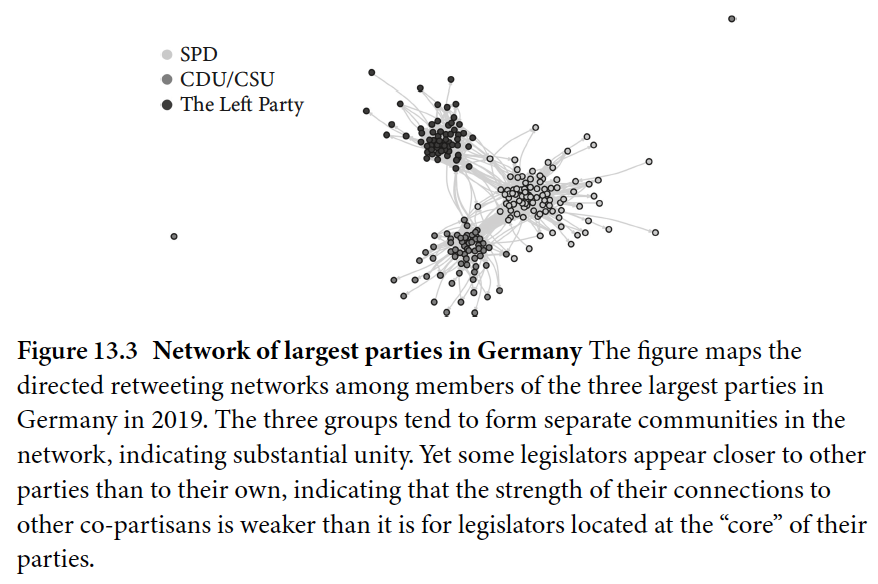 SPD
CDU/CSU
The Left Party
Figure 13.3 Network of largest parties in Germany The figure maps the
directed retweeting networks among members of the three largest parties in
Germany in 2019. The three groups tend to form separate communities in the
network, indicating substantial unity. Yet some legislators appear closer to other
parties than to their own, indicating that the strength of their connections to
other co-partisans is weaker than it is for legislators located at the “core” of their
parties.